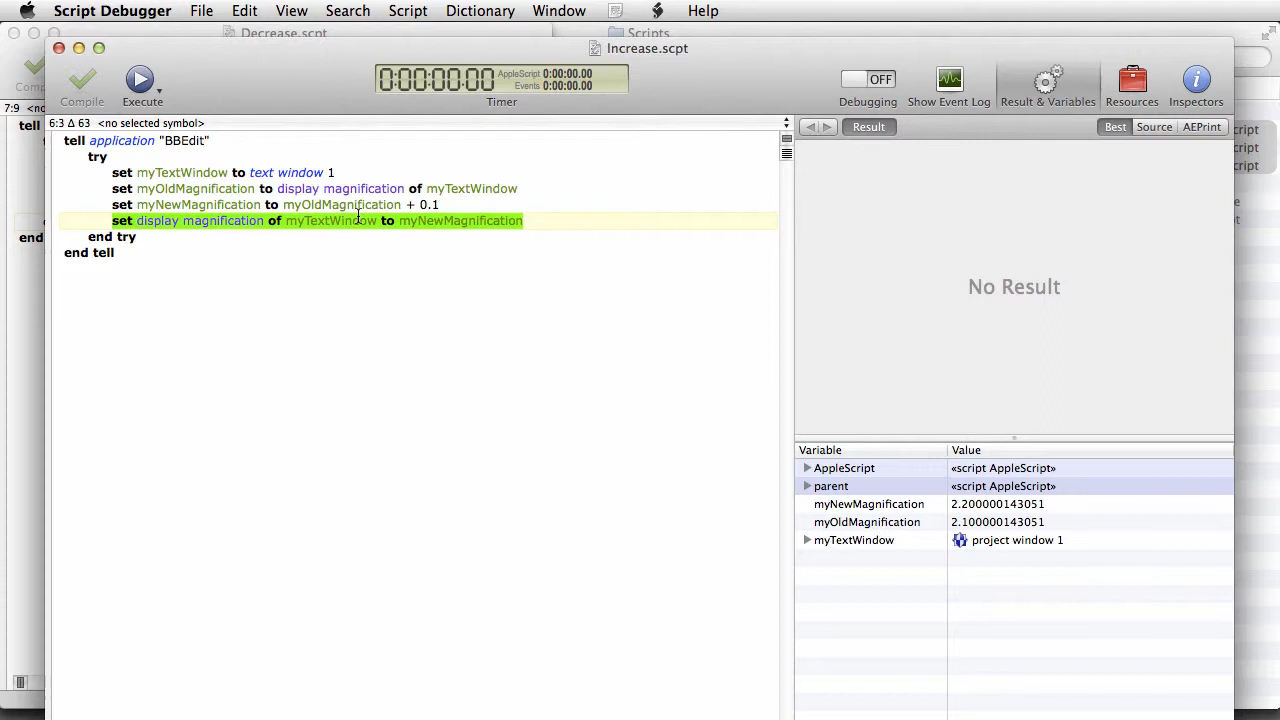 Script Debugger File Edit View Search Script Dictionary Window Help
Decrease.scpt
Scripts
Increase.scpt
0:00:00.00 AppleScript 0:00:00.00
Events 0:00:00.00
OFF
Compile Execute Timer Debugging Show Event Log Result & Variables Resources Inspectors
7:9
6:3 Δ 63 <no selected symbol>
Result Best Source AEPrint
tell
end
tell application "BBEdit"
try
set myTextWindow to text window 1
set myOldMagnification to display magnification of myTextWindow
set myNewMagnification to myOldMagnification + 0.1
set display magnification of myTextWindow to myNewMagnification
end try
end tell
No Result
Variable Value
AppleScript «script AppleScript»
parent «script AppleScript»
myNewMagnification 2.200000143051
myOldMagnification 2.100000143051
myTextWindow project window 1